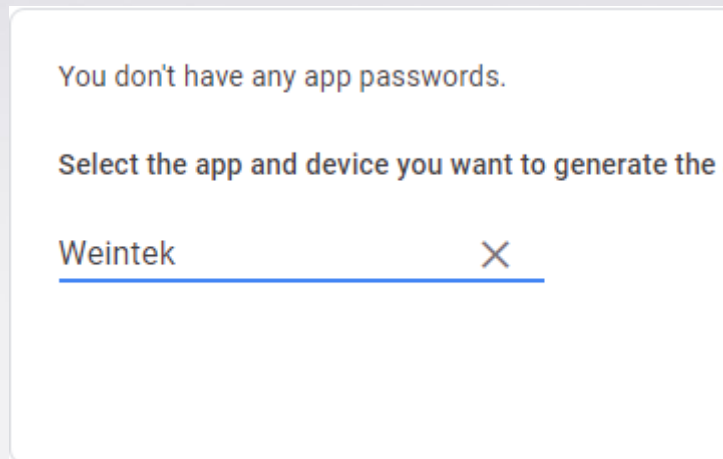 You don't have any app passwords.
Select the app and device you want to generate the
Weintek